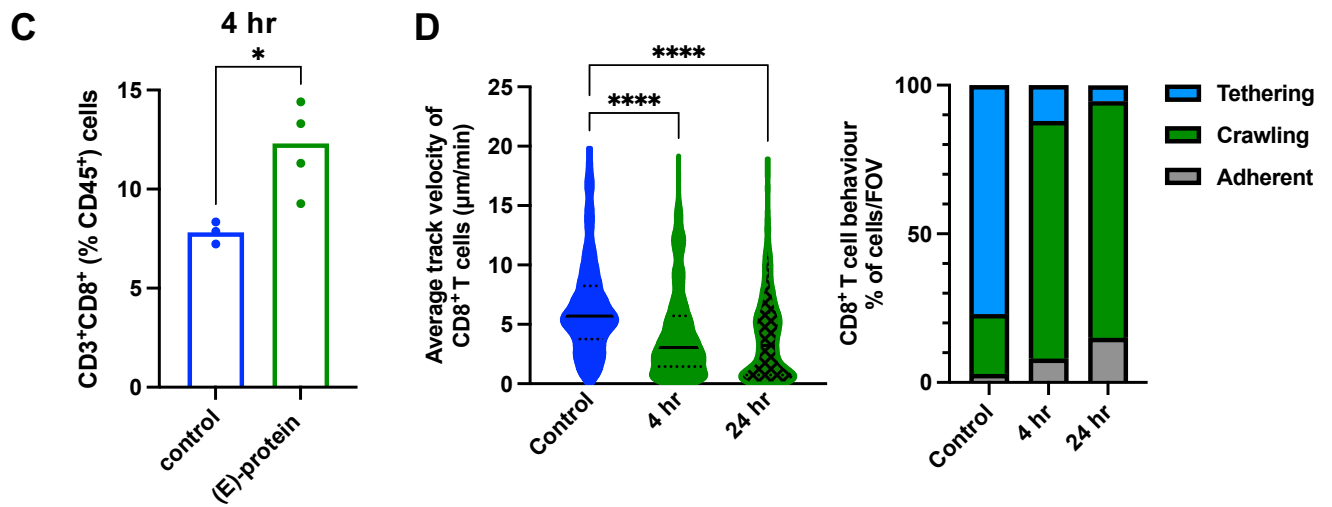 C
4 hr
*
CD3⁺CD8⁺ (% CD45⁺) cells
15
10
5
0
control
(E)-protein
D
****
****
Average track velocity of
CD8⁺ T cells (µm/min)
25
20
15
10
5
0
Control
4 hr
24 hr
CD8⁺ T cell behaviour
% of cells/FOV
100
50
0
Control
4 hr
24 hr
Tethering
Crawling
Adherent